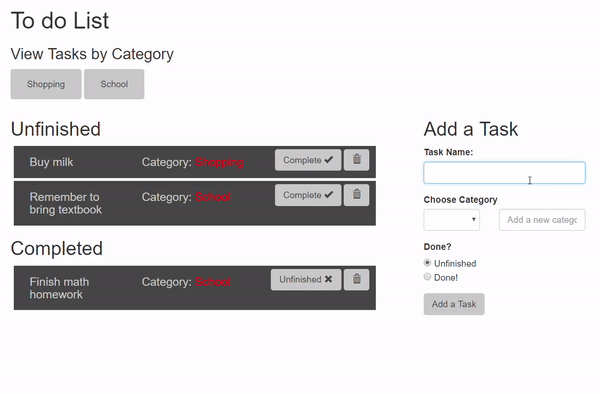 To do List
View Tasks by Category
Shopping School
Unfinished
Buy milk Category: Shopping Complete
Remember to Category: School Complete
bring textbook
Completed
Finish math Category: School Unfinished
homework
Add a Task
Task Name:
Choose Category
Add a new categ
Done?
Unfinished
Done!
Add a Task